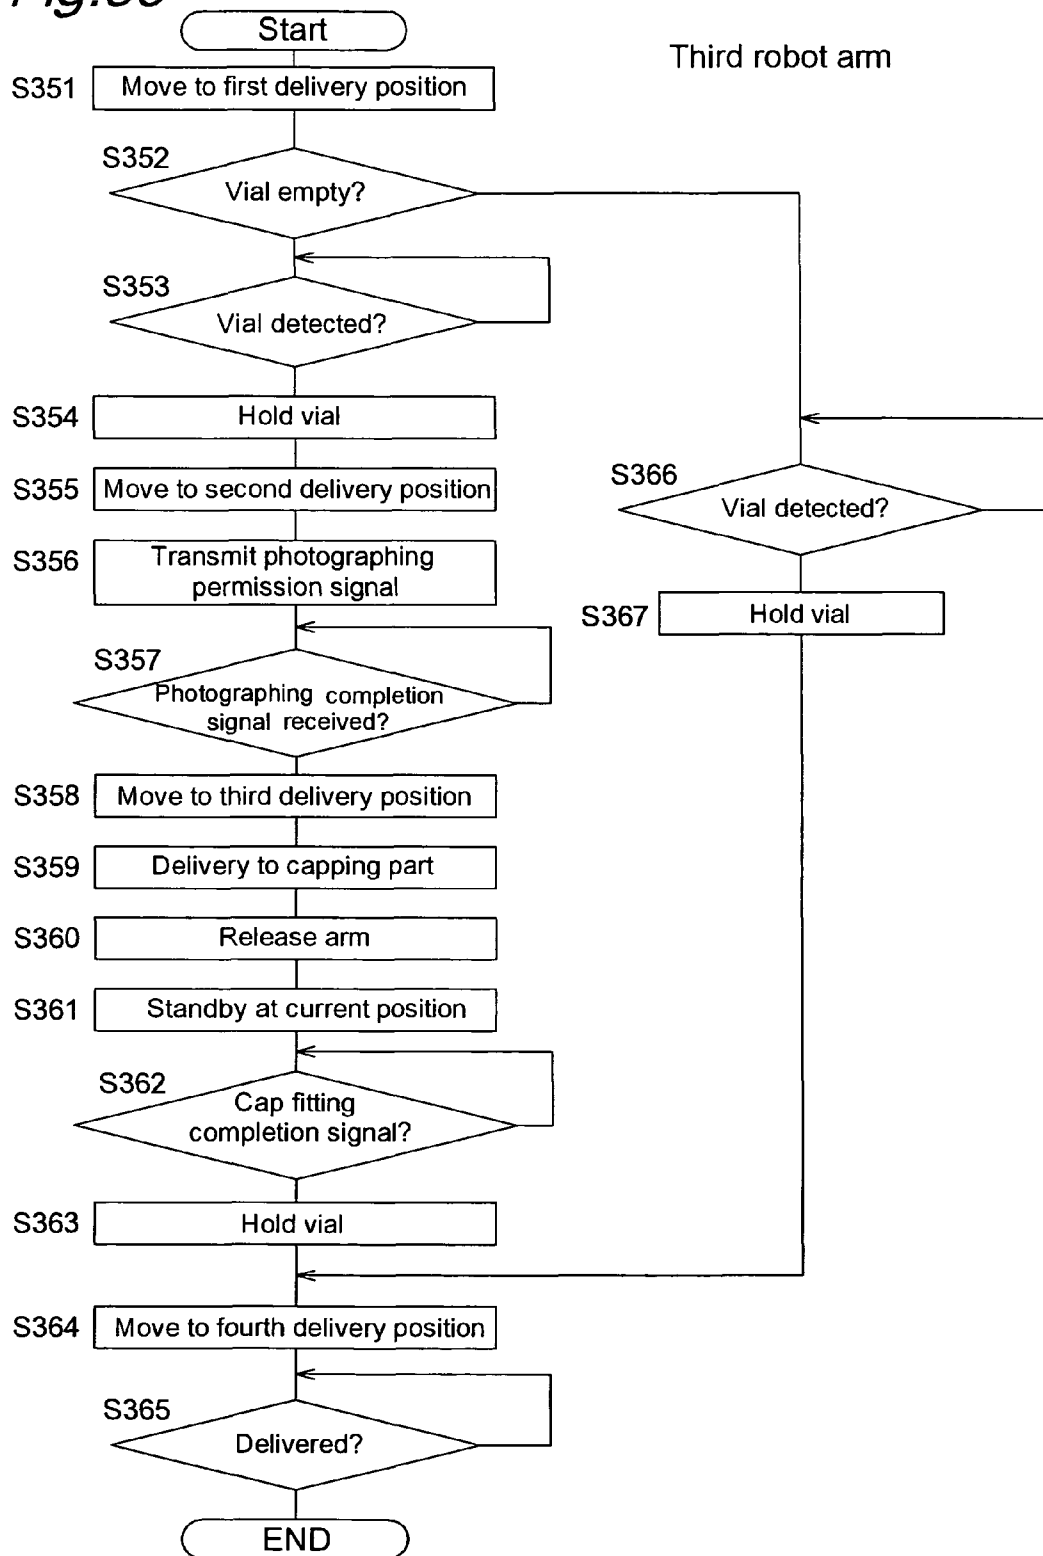 Start
Third robot arm
S351
Move to first delivery position
S352
Vial empty?
S353
Vial detected?
S354
Hold vial
S355
Move to second delivery position
S356
Transmit photographing
permission signal
S357
Photographing completion
signal received?
S358
Move to third delivery position
S359
Delivery to capping part
S360
Release arm
S361
Standby at current position
S362
Cap fitting
completion signal?
S363
Hold vial
S364
Move to fourth delivery position
S365
Delivered?
END
S366
Vial detected?
S367
Hold vial